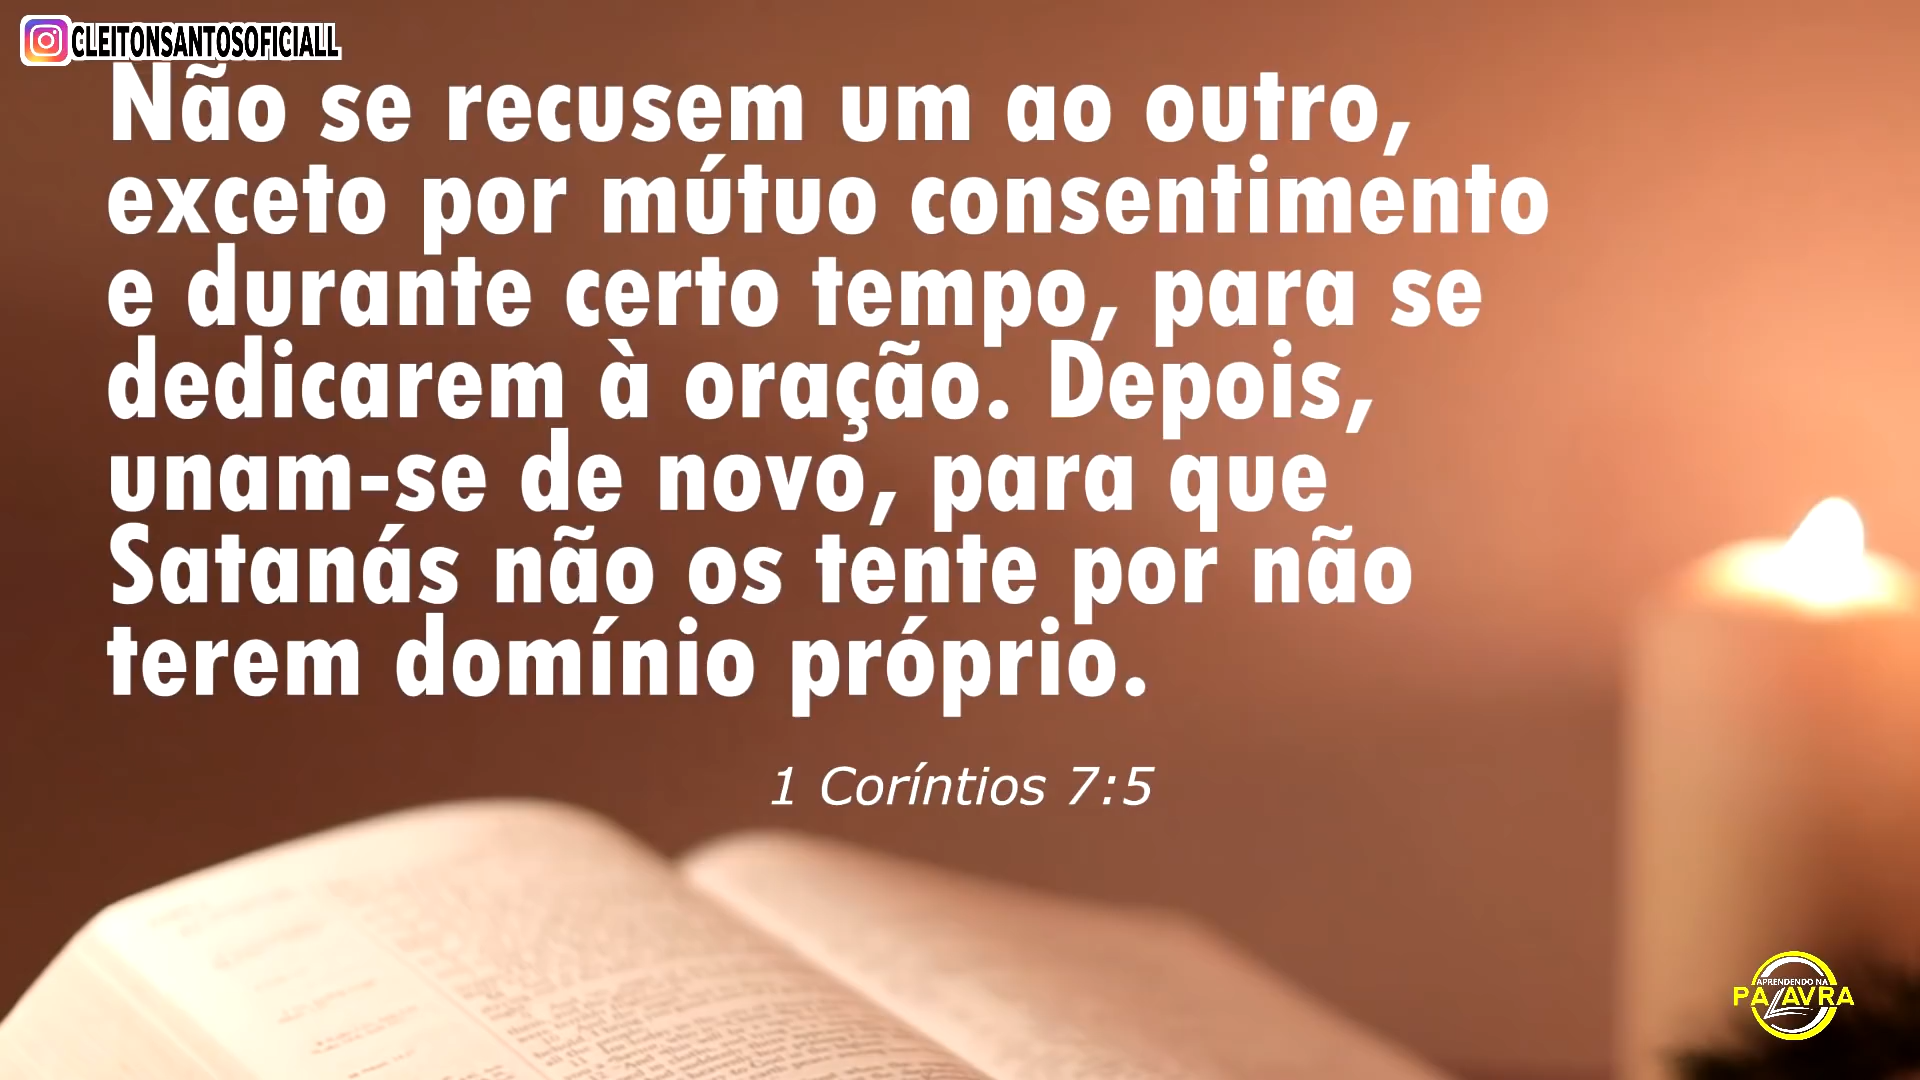 CLEITONSANTOSOFICIALL
Não se recusem um ao outro,
exceto por mútuo consentimento
e durante certo tempo, para se
dedicarem à oração. Depois,
unam-se de novo, para que
Satanás não os tente por não
terem domínio próprio.
1 Coríntios 7:5
APRENDENDO NA
PALAVRA